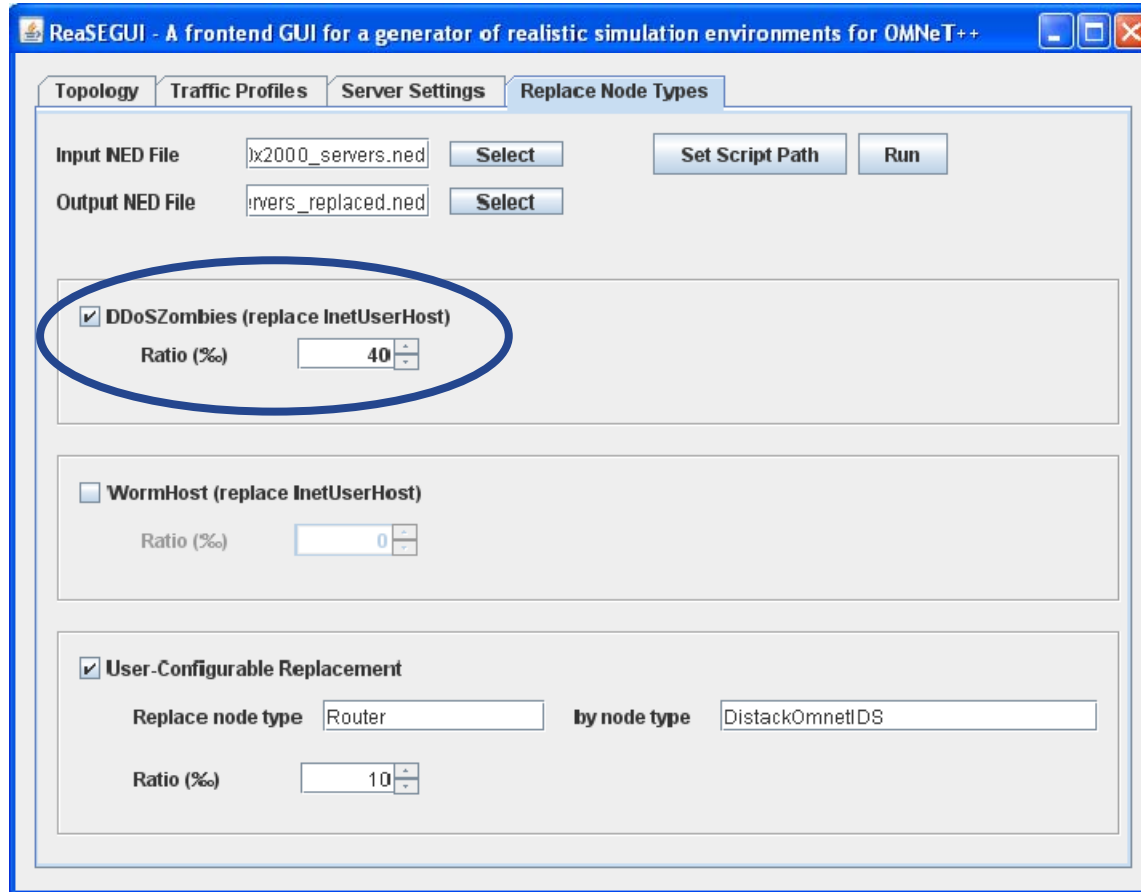 ReaSEGUI - A frontend GUI for a generator of realistic simulation environments for OMNeT++
Topology Traffic Profiles Server Settings Replace Node Types
Input NED File 0x2000_servers.ned Select Set Script Path Run
Output NED File ervers_replaced.ned Select
DDoSZombies (replace InetUserHost)
Ratio (‰) 40
WormHost (replace InetUserHost)
Ratio (‰) 0
User-Configurable Replacement
Replace node type Router by node type DistackOmnetIDS
Ratio (‰) 10